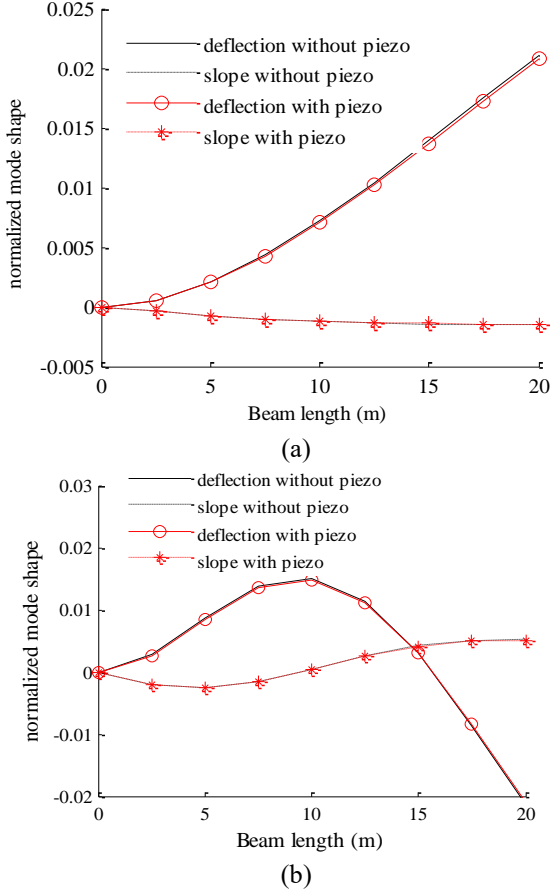 0.025
deflection without piezo
slope without piezo
deflection with piezo
slope with piezo
0.02
0.015
0.01
0.005
0
-0.005
normalized mode shape
0 5 10 15 20
Beam length (m)
(a)
0.03
deflection without piezo
slope without piezo
deflection with piezo
slope with piezo
0.02
0.01
0
-0.01
-0.02
normalized mode shape
0 5 10 15 20
Beam length (m)
(b)